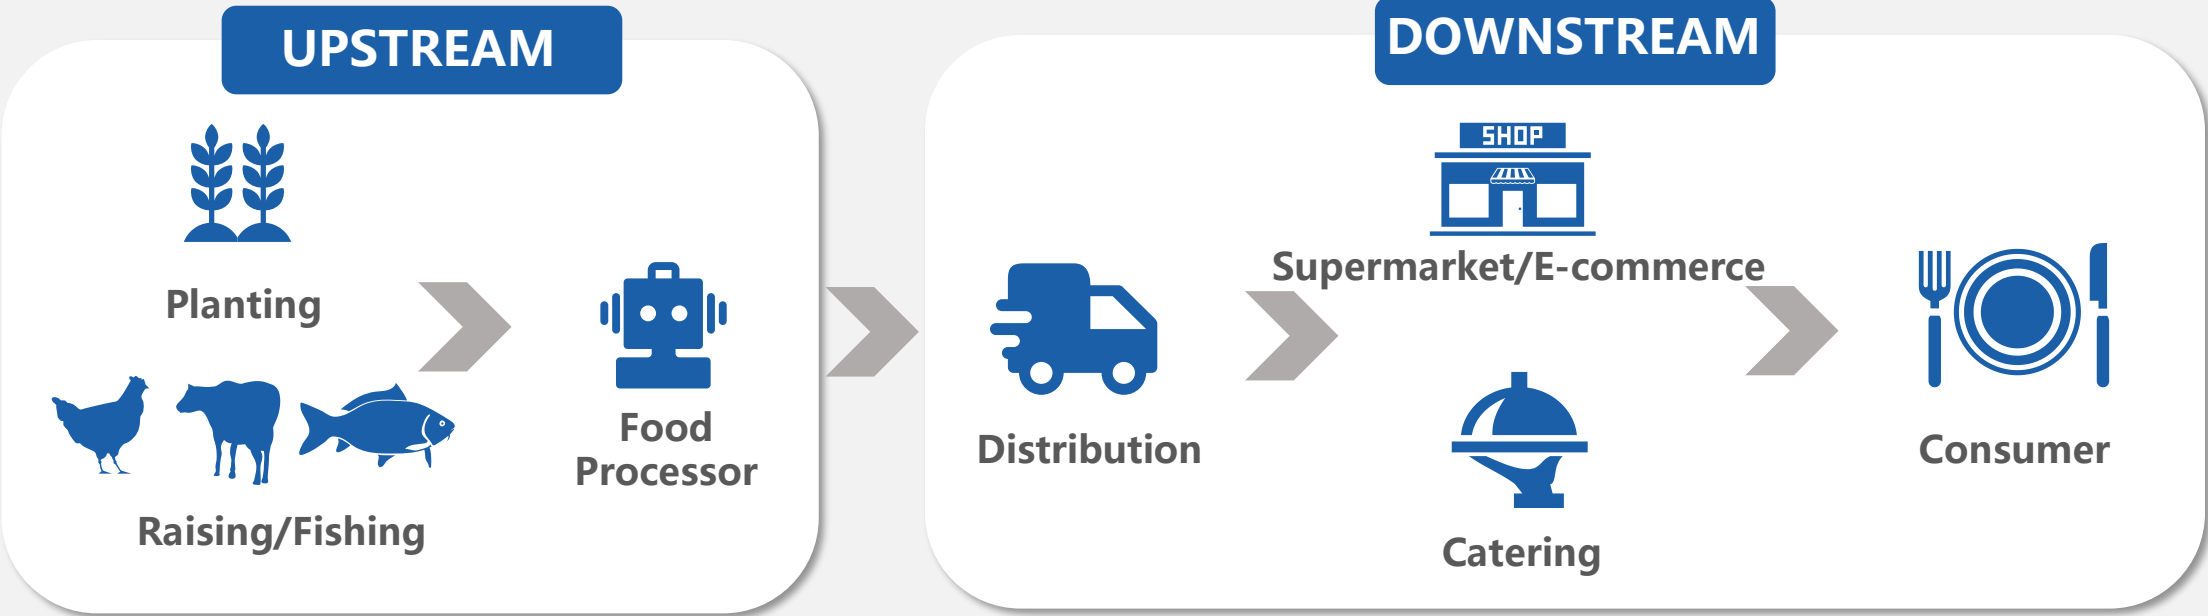 UPSTREAM
Planting
Raising/Fishing
Food
Processor
DOWNSTREAM
Distribution
SHOP
Supermarket/E-commerce
Catering
Consumer